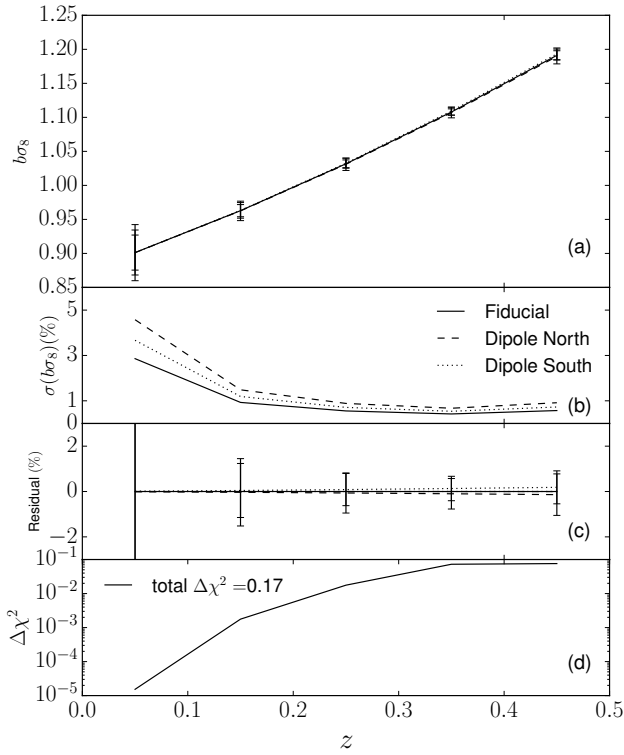 1.20
1.15
1.10
1.05
1.00
0.95
0.90
0.85
bσ₈
(a)
5
3
1
σ(bσ₈)(%)
Fiducial
Dipole North
Dipole South
(b)
2
0
−2
Residual (%)
(c)
10⁻¹
10⁻²
10⁻³
10⁻⁴
10⁻⁵
Δχ²
total Δχ² =0.17
(d)
0.0 0.1 0.2 0.3 0.4 0.5
z